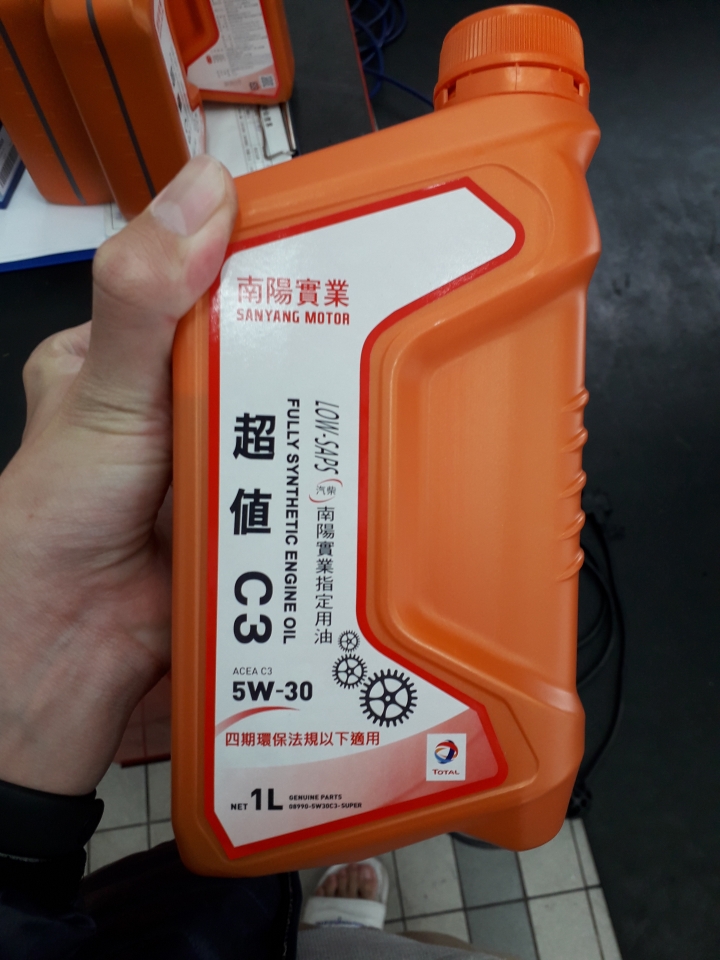 南陽實業
SANYANG MOTOR
超值 C3
FULLY SYNTHETIC ENGINE OIL
LOW-SAPS 汽柴 南陽實業指定用油
ACEA C3
5W-30
四期環保法規以下適用
TOTAL
NET 1L
GENUINE PARTS
08990-5W30C3-SUPER